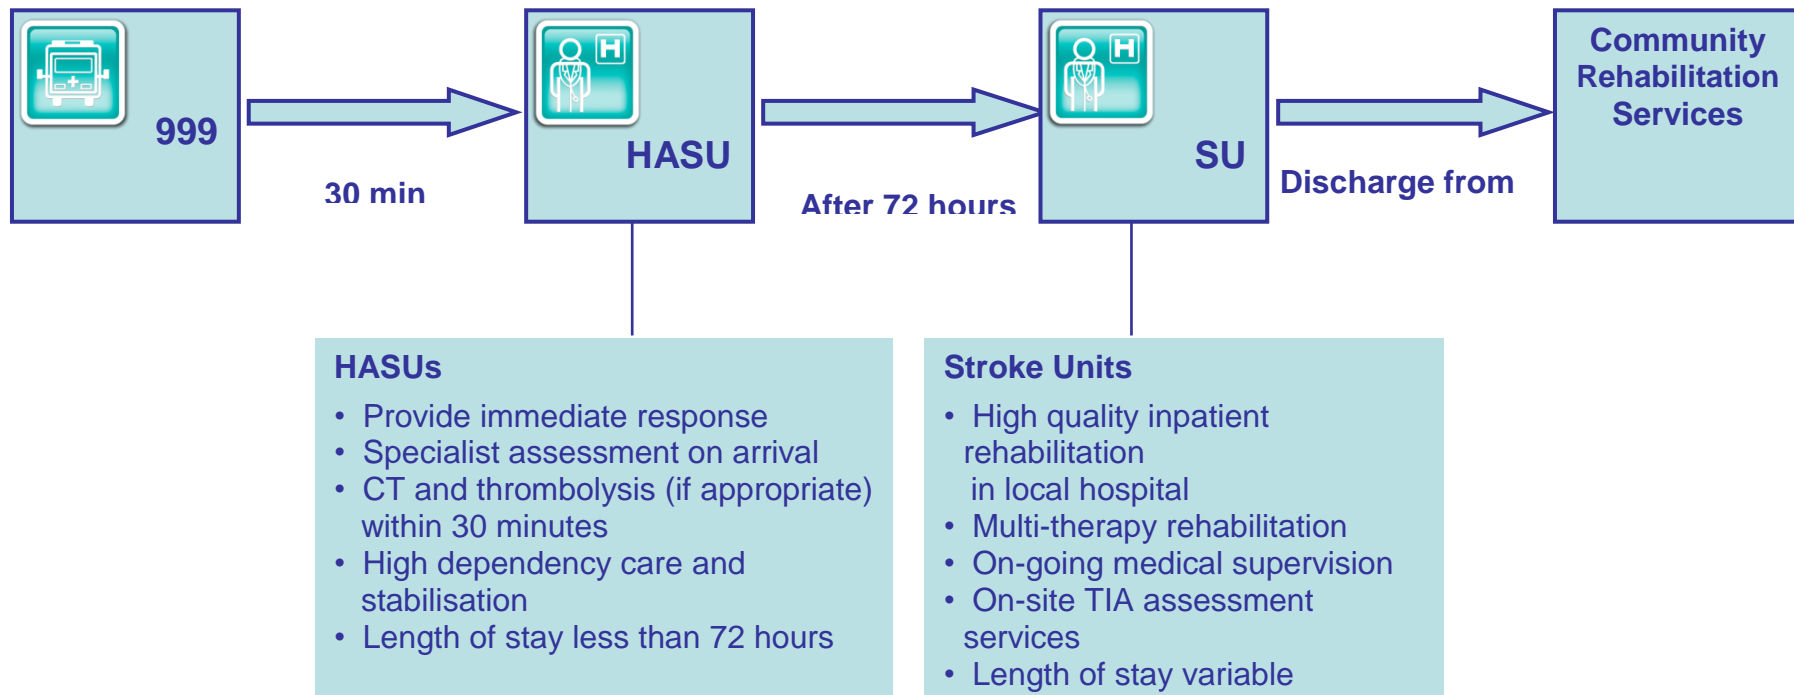 999
30 min
H
HASU
After 72 hours
H
SU
Discharge from
Community
Rehabilitation
Services
HASUs
• Provide immediate response
• Specialist assessment on arrival
• CT and thrombolysis (if appropriate)
within 30 minutes
• High dependency care and
stabilisation
• Length of stay less than 72 hours
Stroke Units
• High quality inpatient
rehabilitation
in local hospital
• Multi-therapy rehabilitation
• On-going medical supervision
• On-site TIA assessment
services
• Length of stay variable